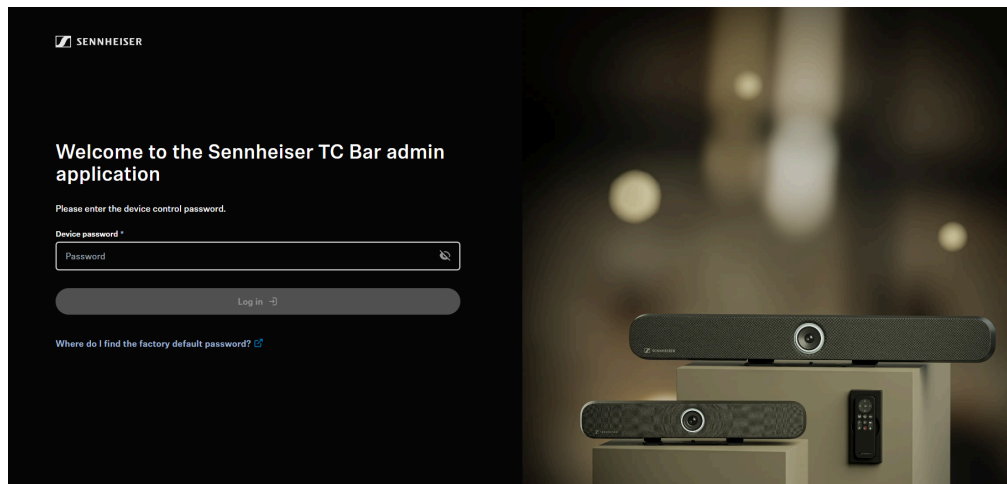 SENNHEISER
Welcome to the Sennheiser TC Bar admin
application
Please enter the device control password.
Device password *
Password
Log in
Where do I find the factory default password?
SENNHEISER